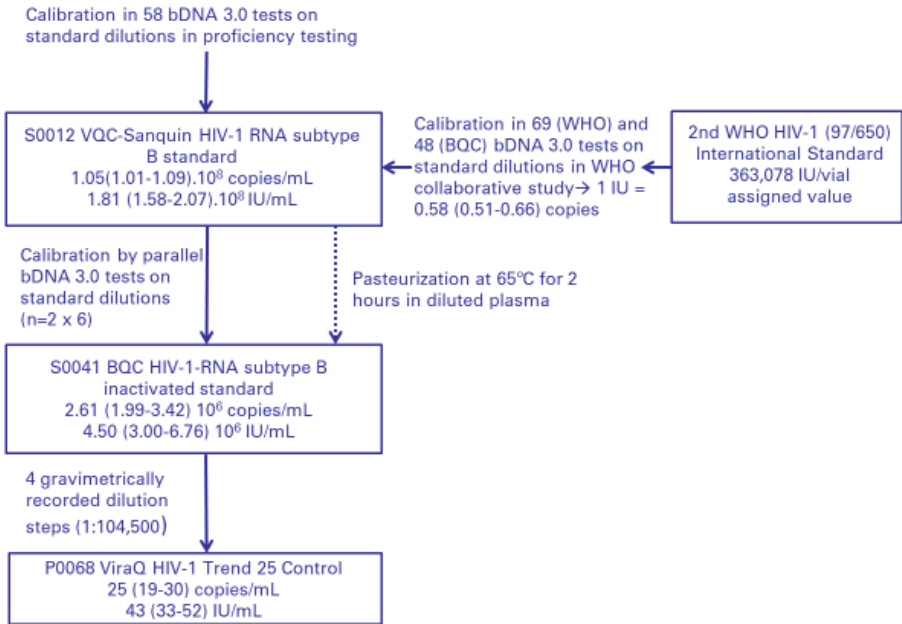 Calibration in 58 bDNA 3.0 tests on
standard dilutions in proficiency testing
S0012 VQC-Sanquin HIV-1 RNA subtype
B standard
1.05(1.01-1.09).10⁸ copies/mL
1.81 (1.58-2.07).10⁸ IU/mL
Calibration in 69 (WHO) and
48 (BQC) bDNA 3.0 tests on
standard dilutions in WHO
collaborative study→ 1 IU =
0.58 (0.51-0.66) copies
2nd WHO HIV-1 (97/650)
International Standard
363,078 IU/vial
assigned value
Calibration by parallel
bDNA 3.0 tests on
standard dilutions
(n=2 x 6)
Pasteurization at 65°C for 2
hours in diluted plasma
S0041 BQC HIV-1-RNA subtype B
inactivated standard
2.61 (1.99-3.42) 10⁶ copies/mL
4.50 (3.00-6.76) 10⁶ IU/mL
4 gravimetrically
recorded dilution
steps (1:104,500)
P0068 ViraQ HIV-1 Trend 25 Control
25 (19-30) copies/mL
43 (33-52) IU/mL